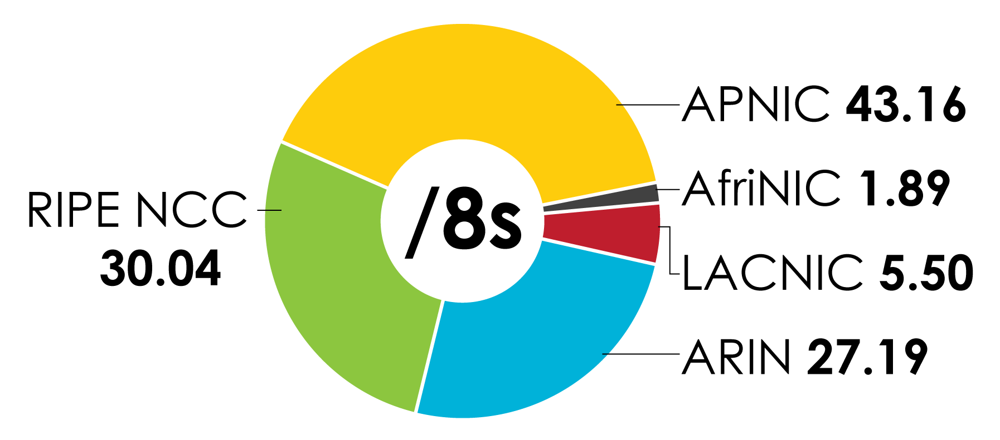 APNIC 43.16
AfriNIC 1.89
RIPE NCC
30.04
/8s
LACNIC 5.50
ARIN 27.19